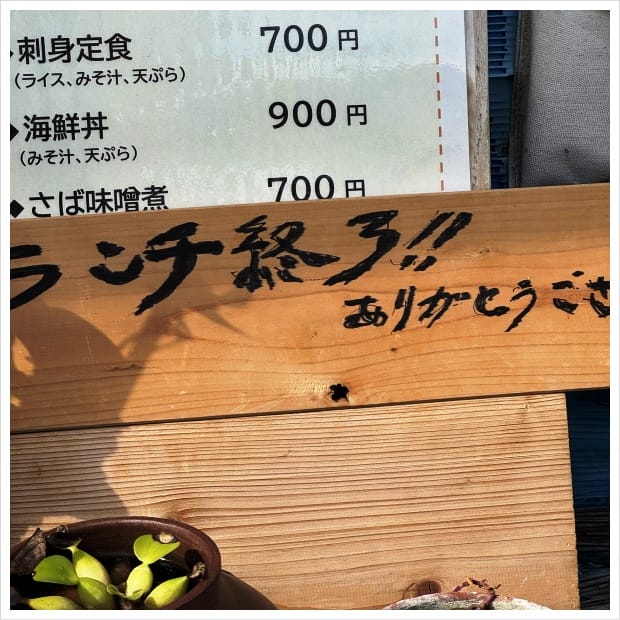 ◆刺身定食 700円
（ライス、みそ汁、天ぷら）
◆海鮮丼 900円
（みそ汁、天ぷら）
◆さば味噌煮 700円
ランチ終了!!
ありがとうござ